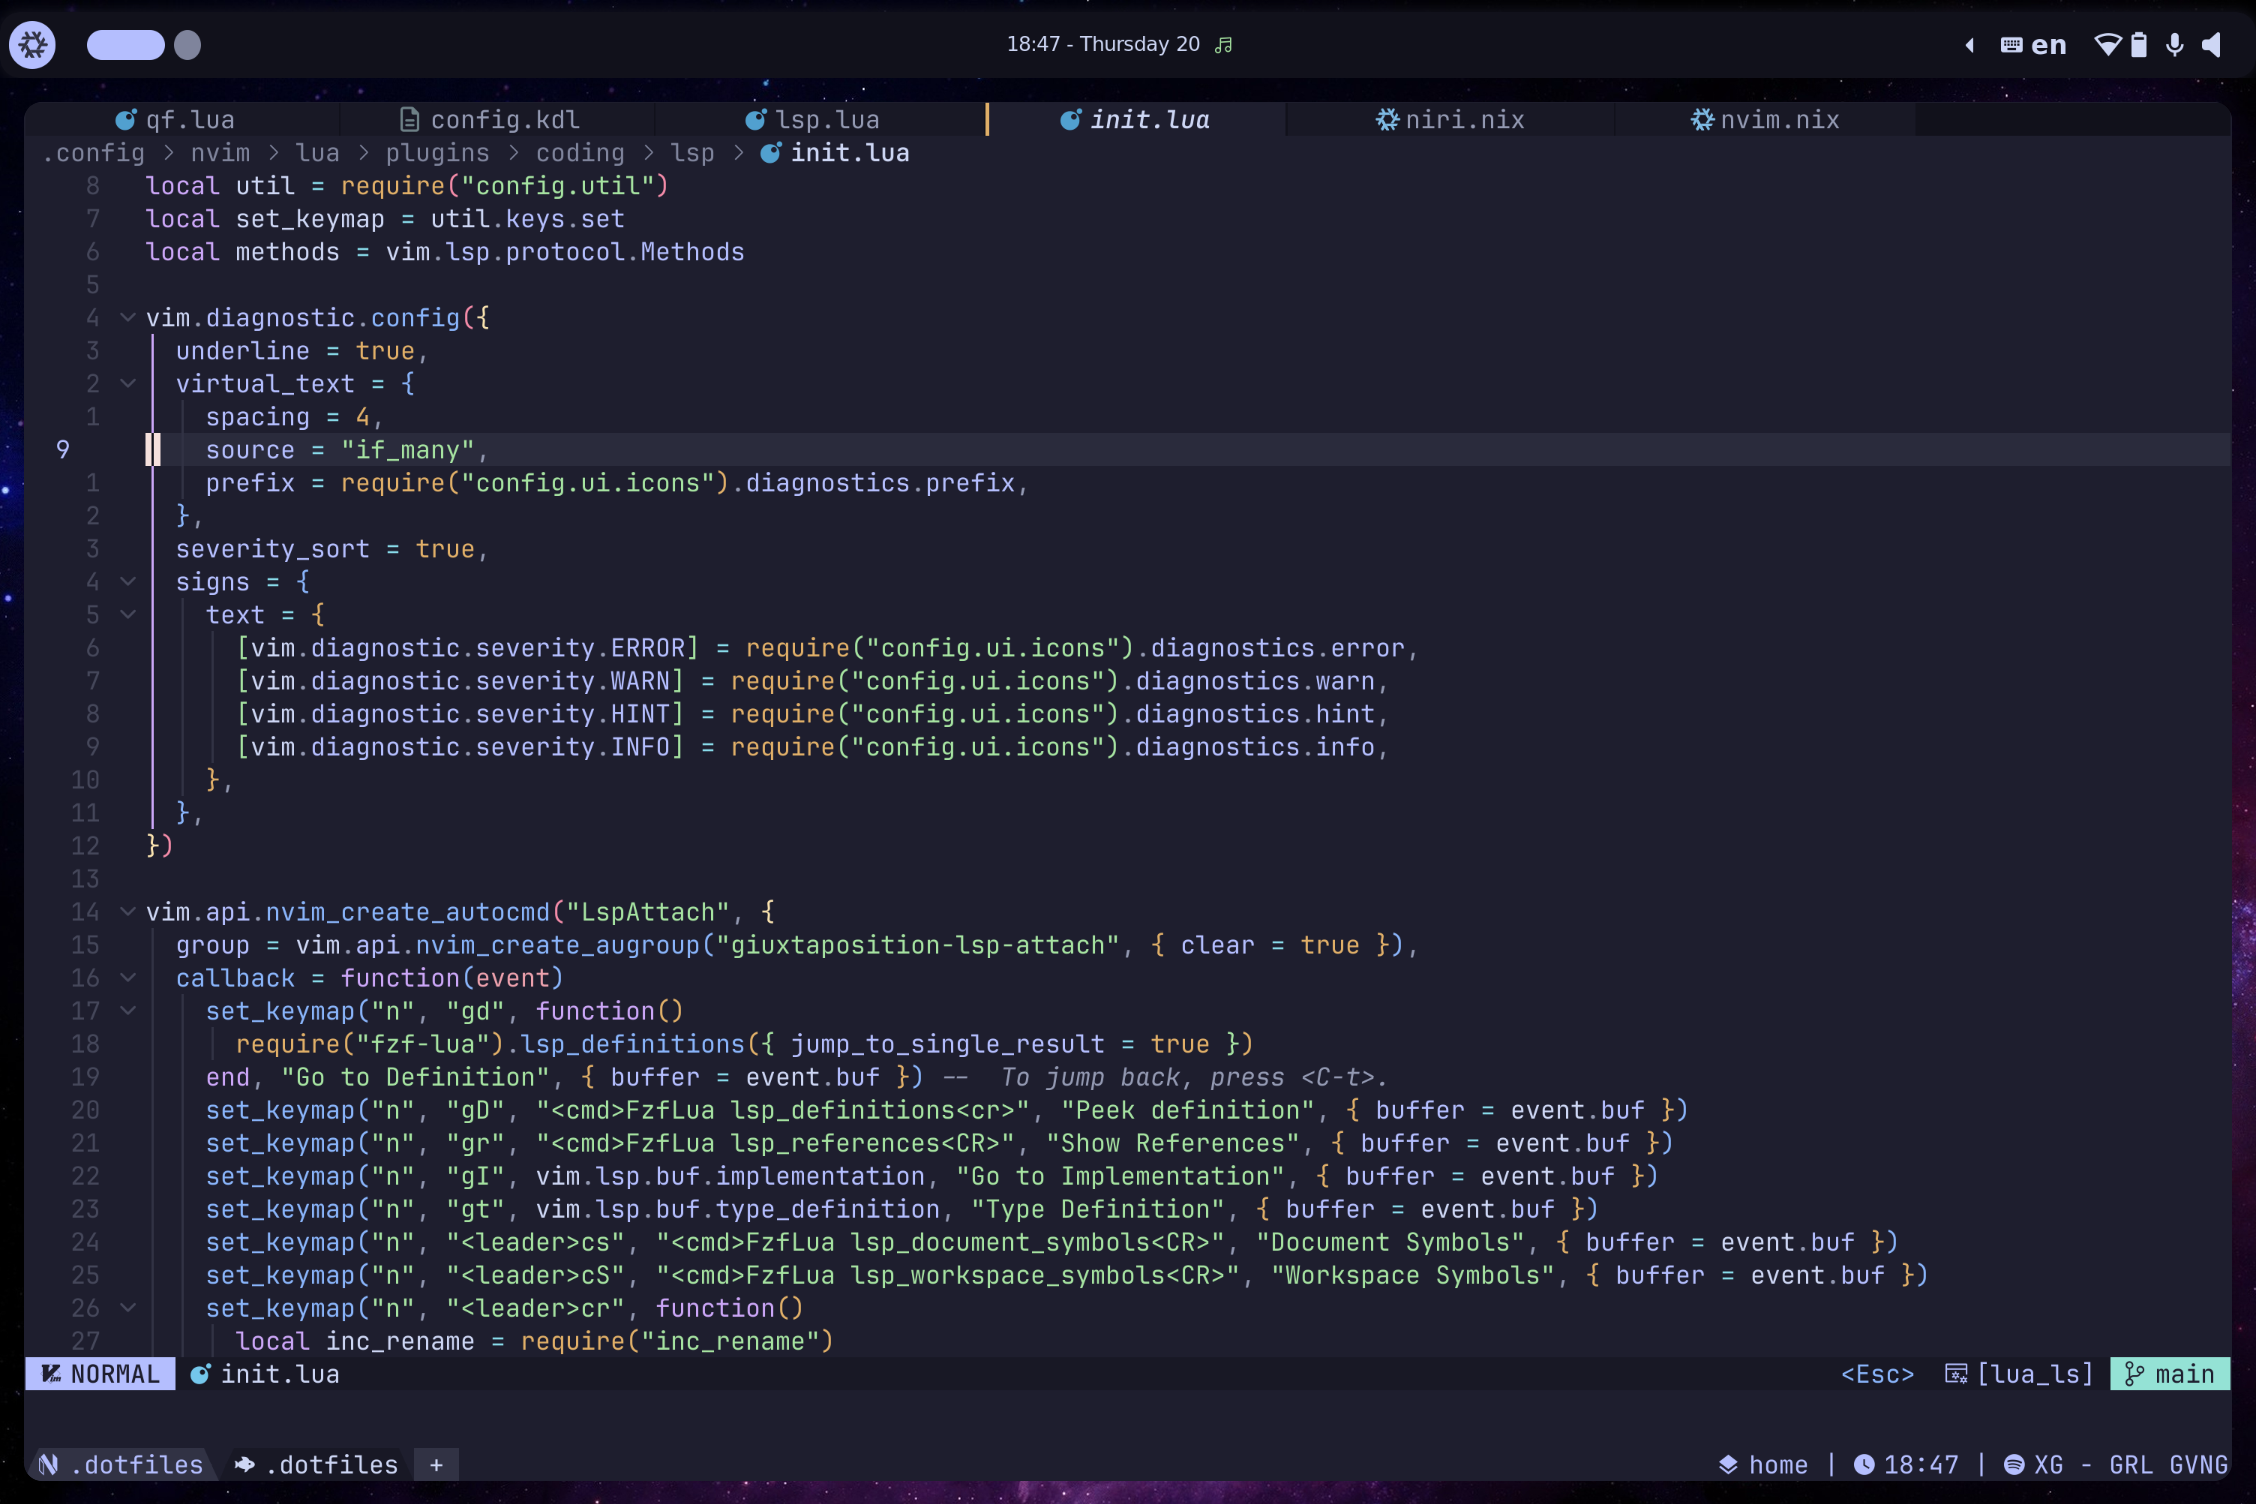 18:47 - Thursday 20
en
qf.lua config.kdl lsp.lua init.lua niri.nix nvim.nix
.config > nvim > lua > plugins > coding > lsp > init.lua
8 local util = require("config.util")
7 local set_keymap = util.keys.set
6 local methods = vim.lsp.protocol.Methods
5
4 vim.diagnostic.config({
3 underline = true,
2 virtual_text = {
1 spacing = 4,
9 source = "if_many",
1 prefix = require("config.ui.icons").diagnostics.prefix,
2 },
3 severity_sort = true,
4 signs = {
5 text = {
6 [vim.diagnostic.severity.ERROR] = require("config.ui.icons").diagnostics.error,
7 [vim.diagnostic.severity.WARN] = require("config.ui.icons").diagnostics.warn,
8 [vim.diagnostic.severity.HINT] = require("config.ui.icons").diagnostics.hint,
9 [vim.diagnostic.severity.INFO] = require("config.ui.icons").diagnostics.info,
10 },
11 },
12 })
13
14 vim.api.nvim_create_autocmd("LspAttach", {
15 group = vim.api.nvim_create_augroup("giuxtaposition-lsp-attach", { clear = true }),
16 callback = function(event)
17 set_keymap("n", "gd", function()
18 require("fzf-lua").lsp_definitions({ jump_to_single_result = true })
19 end, "Go to Definition", { buffer = event.buf }) --  To jump back, press <C-t>.
20 set_keymap("n", "gD", "<cmd>FzfLua lsp_definitions<cr>", "Peek definition", { buffer = event.buf })
21 set_keymap("n", "gr", "<cmd>FzfLua lsp_references<CR>", "Show References", { buffer = event.buf })
22 set_keymap("n", "gI", vim.lsp.buf.implementation, "Go to Implementation", { buffer = event.buf })
23 set_keymap("n", "gt", vim.lsp.buf.type_definition, "Type Definition", { buffer = event.buf })
24 set_keymap("n", "<leader>cs", "<cmd>FzfLua lsp_document_symbols<CR>", "Document Symbols", { buffer = event.buf })
25 set_keymap("n", "<leader>cS", "<cmd>FzfLua lsp_workspace_symbols<CR>", "Workspace Symbols", { buffer = event.buf })
26 set_keymap("n", "<leader>cr", function()
27 local inc_rename = require("inc_rename")
NORMAL init.lua <Esc> [lua_ls] main
.dotfiles .dotfiles + home | 18:47 | XG - GRL GVNG